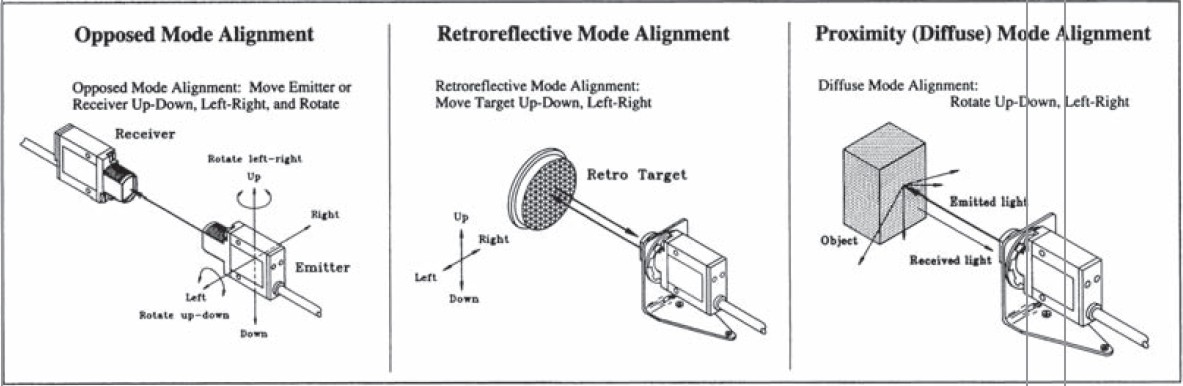 Opposed Mode Alignment
Opposed Mode Alignment: Move Emitter or
Receiver Up-Down, Left-Right, and Rotate
Receiver
Rotate left-right
Up
Right
Emitter
Left
Rotate up-down
Down
Retroreflective Mode Alignment
Retroreflective Mode Alignment:
Move Target Up-Down, Left-Right
Retro Target
Up
Right
Left
Down
Proximity (Diffuse) Mode Alignment
Diffuse Mode Alignment:
Rotate Up-Down, Left-Right
Emitted light
Object
Received light